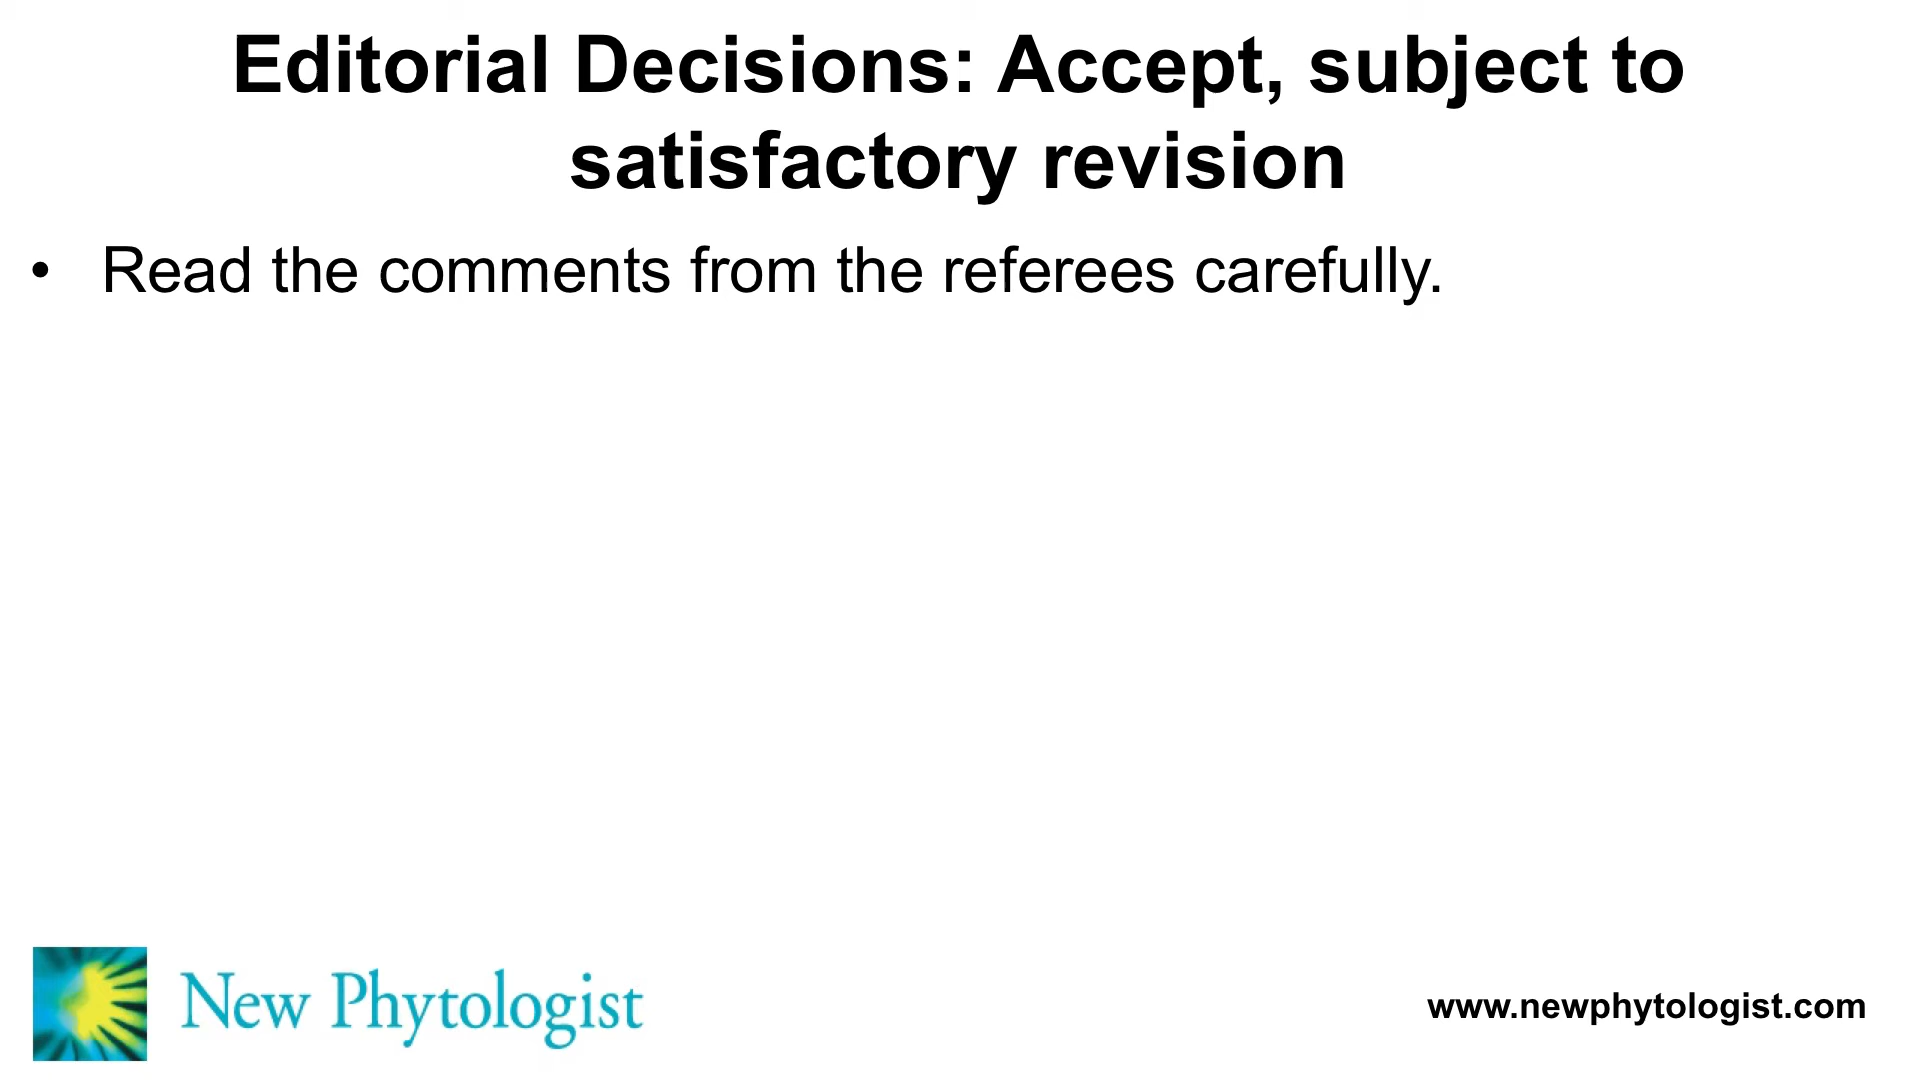 Editorial Decisions: Accept, subject to
satisfactory revision
• Read the comments from the referees carefully.
New Phytologist
www.newphytologist.com